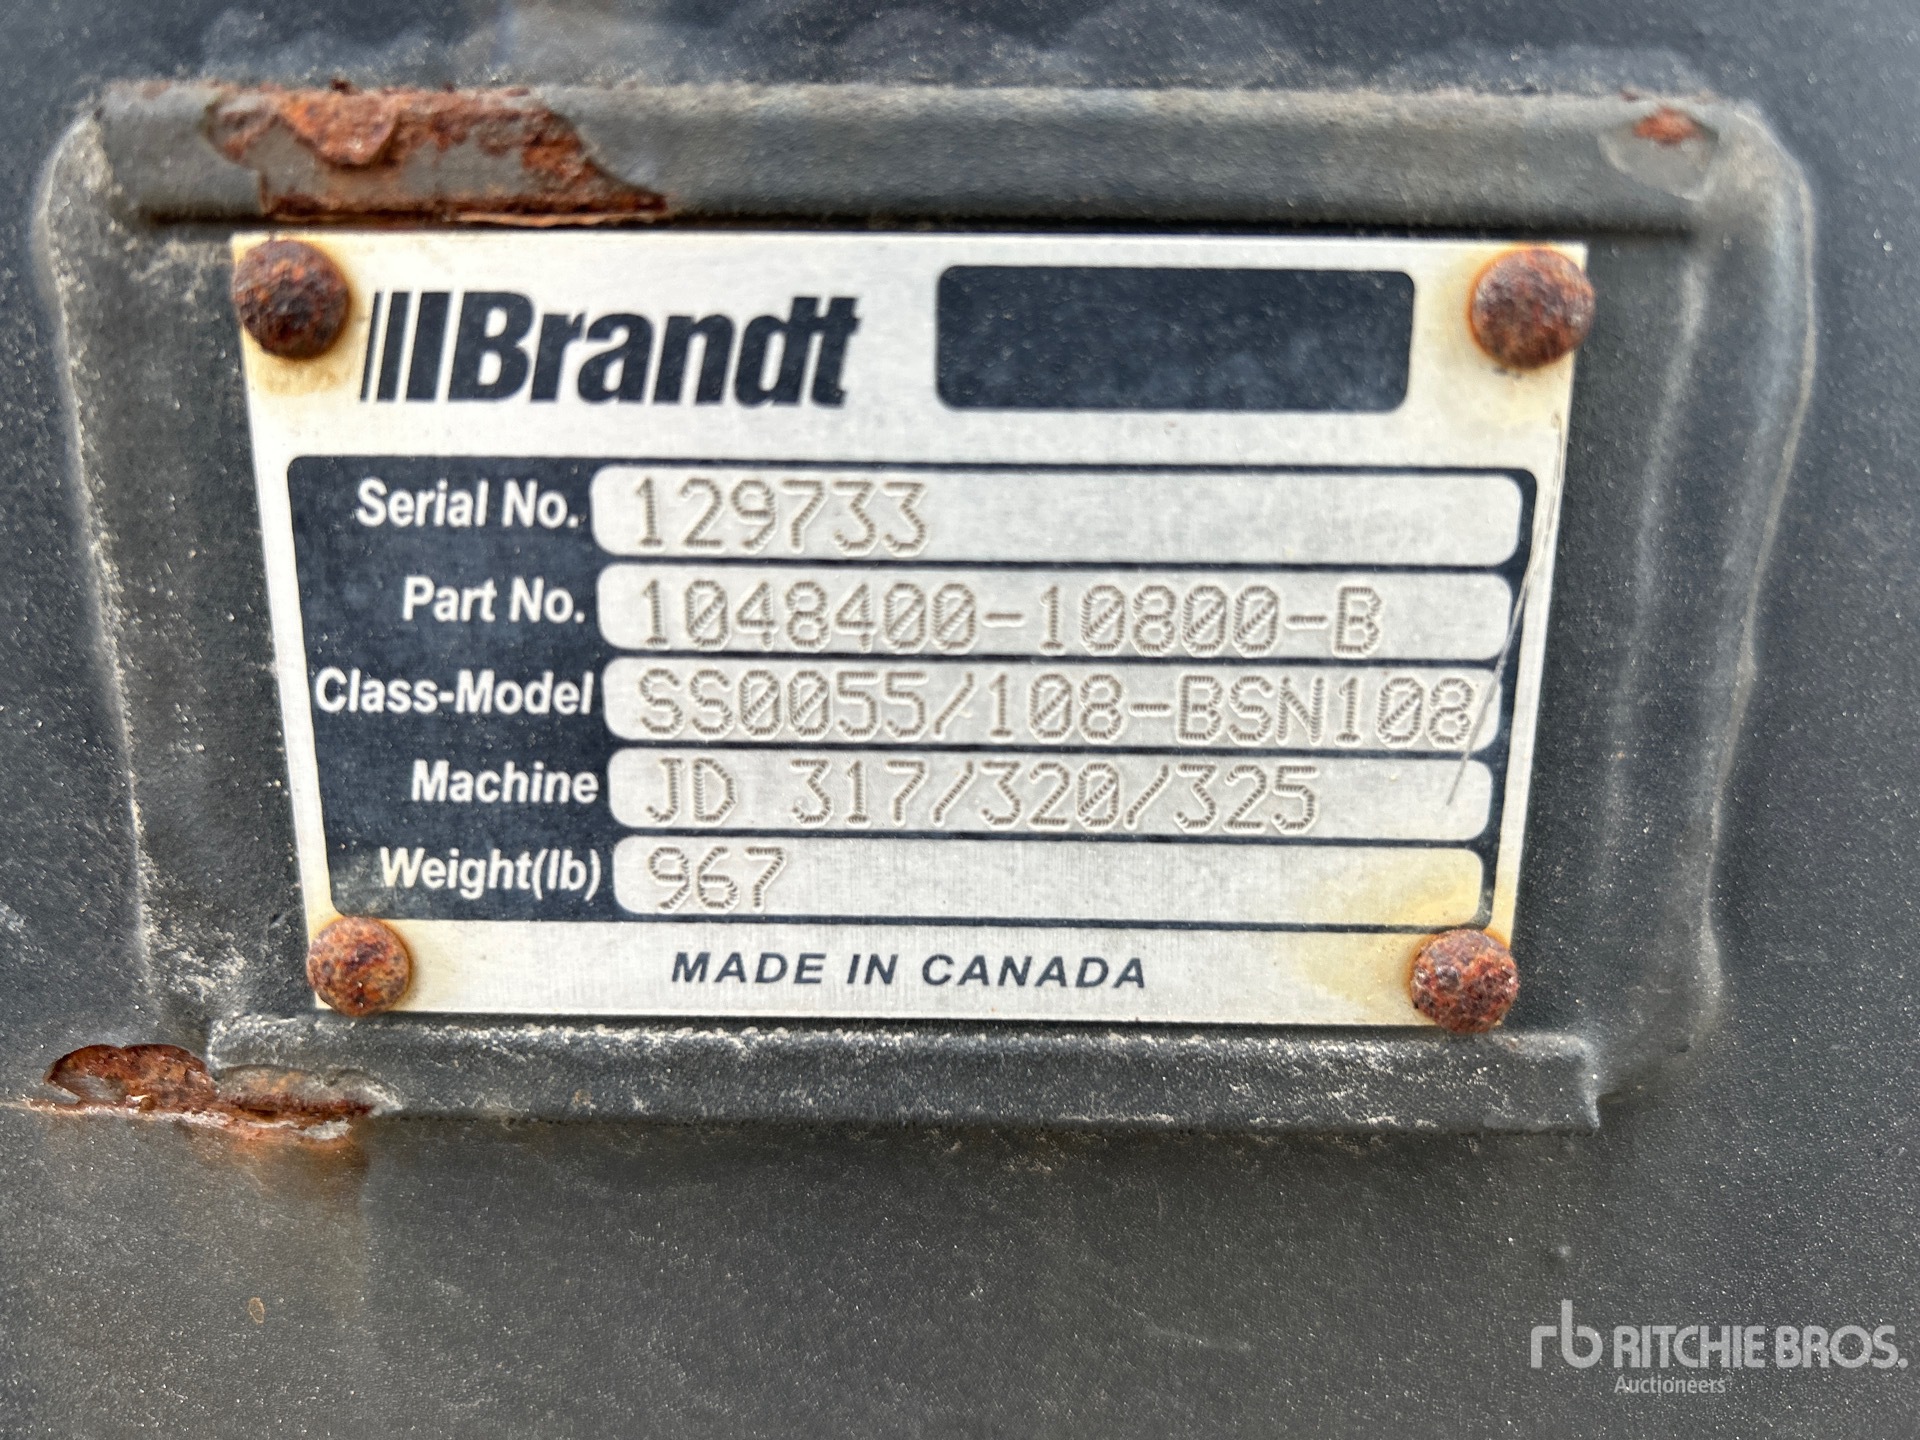 Brandt
Serial No. 129733
Part No. 1048400-10800-B
Class-Model SS0055/108-BSN108
Machine JD 317/320/325
Weight(lb) 967
MADE IN CANADA
rb RITCHIE BROS.
Auctioneers